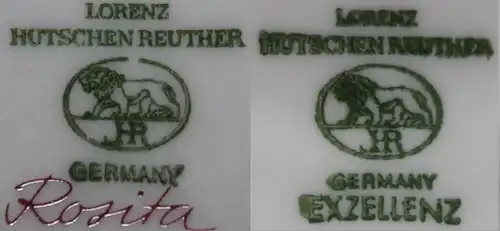 LORENZ
HUTSCHEN REUTHER
HR
GERMANY
Rosita
LORENZ
HUTSCHEN REUTHER
HR
GERMANY
EXZELLENZ